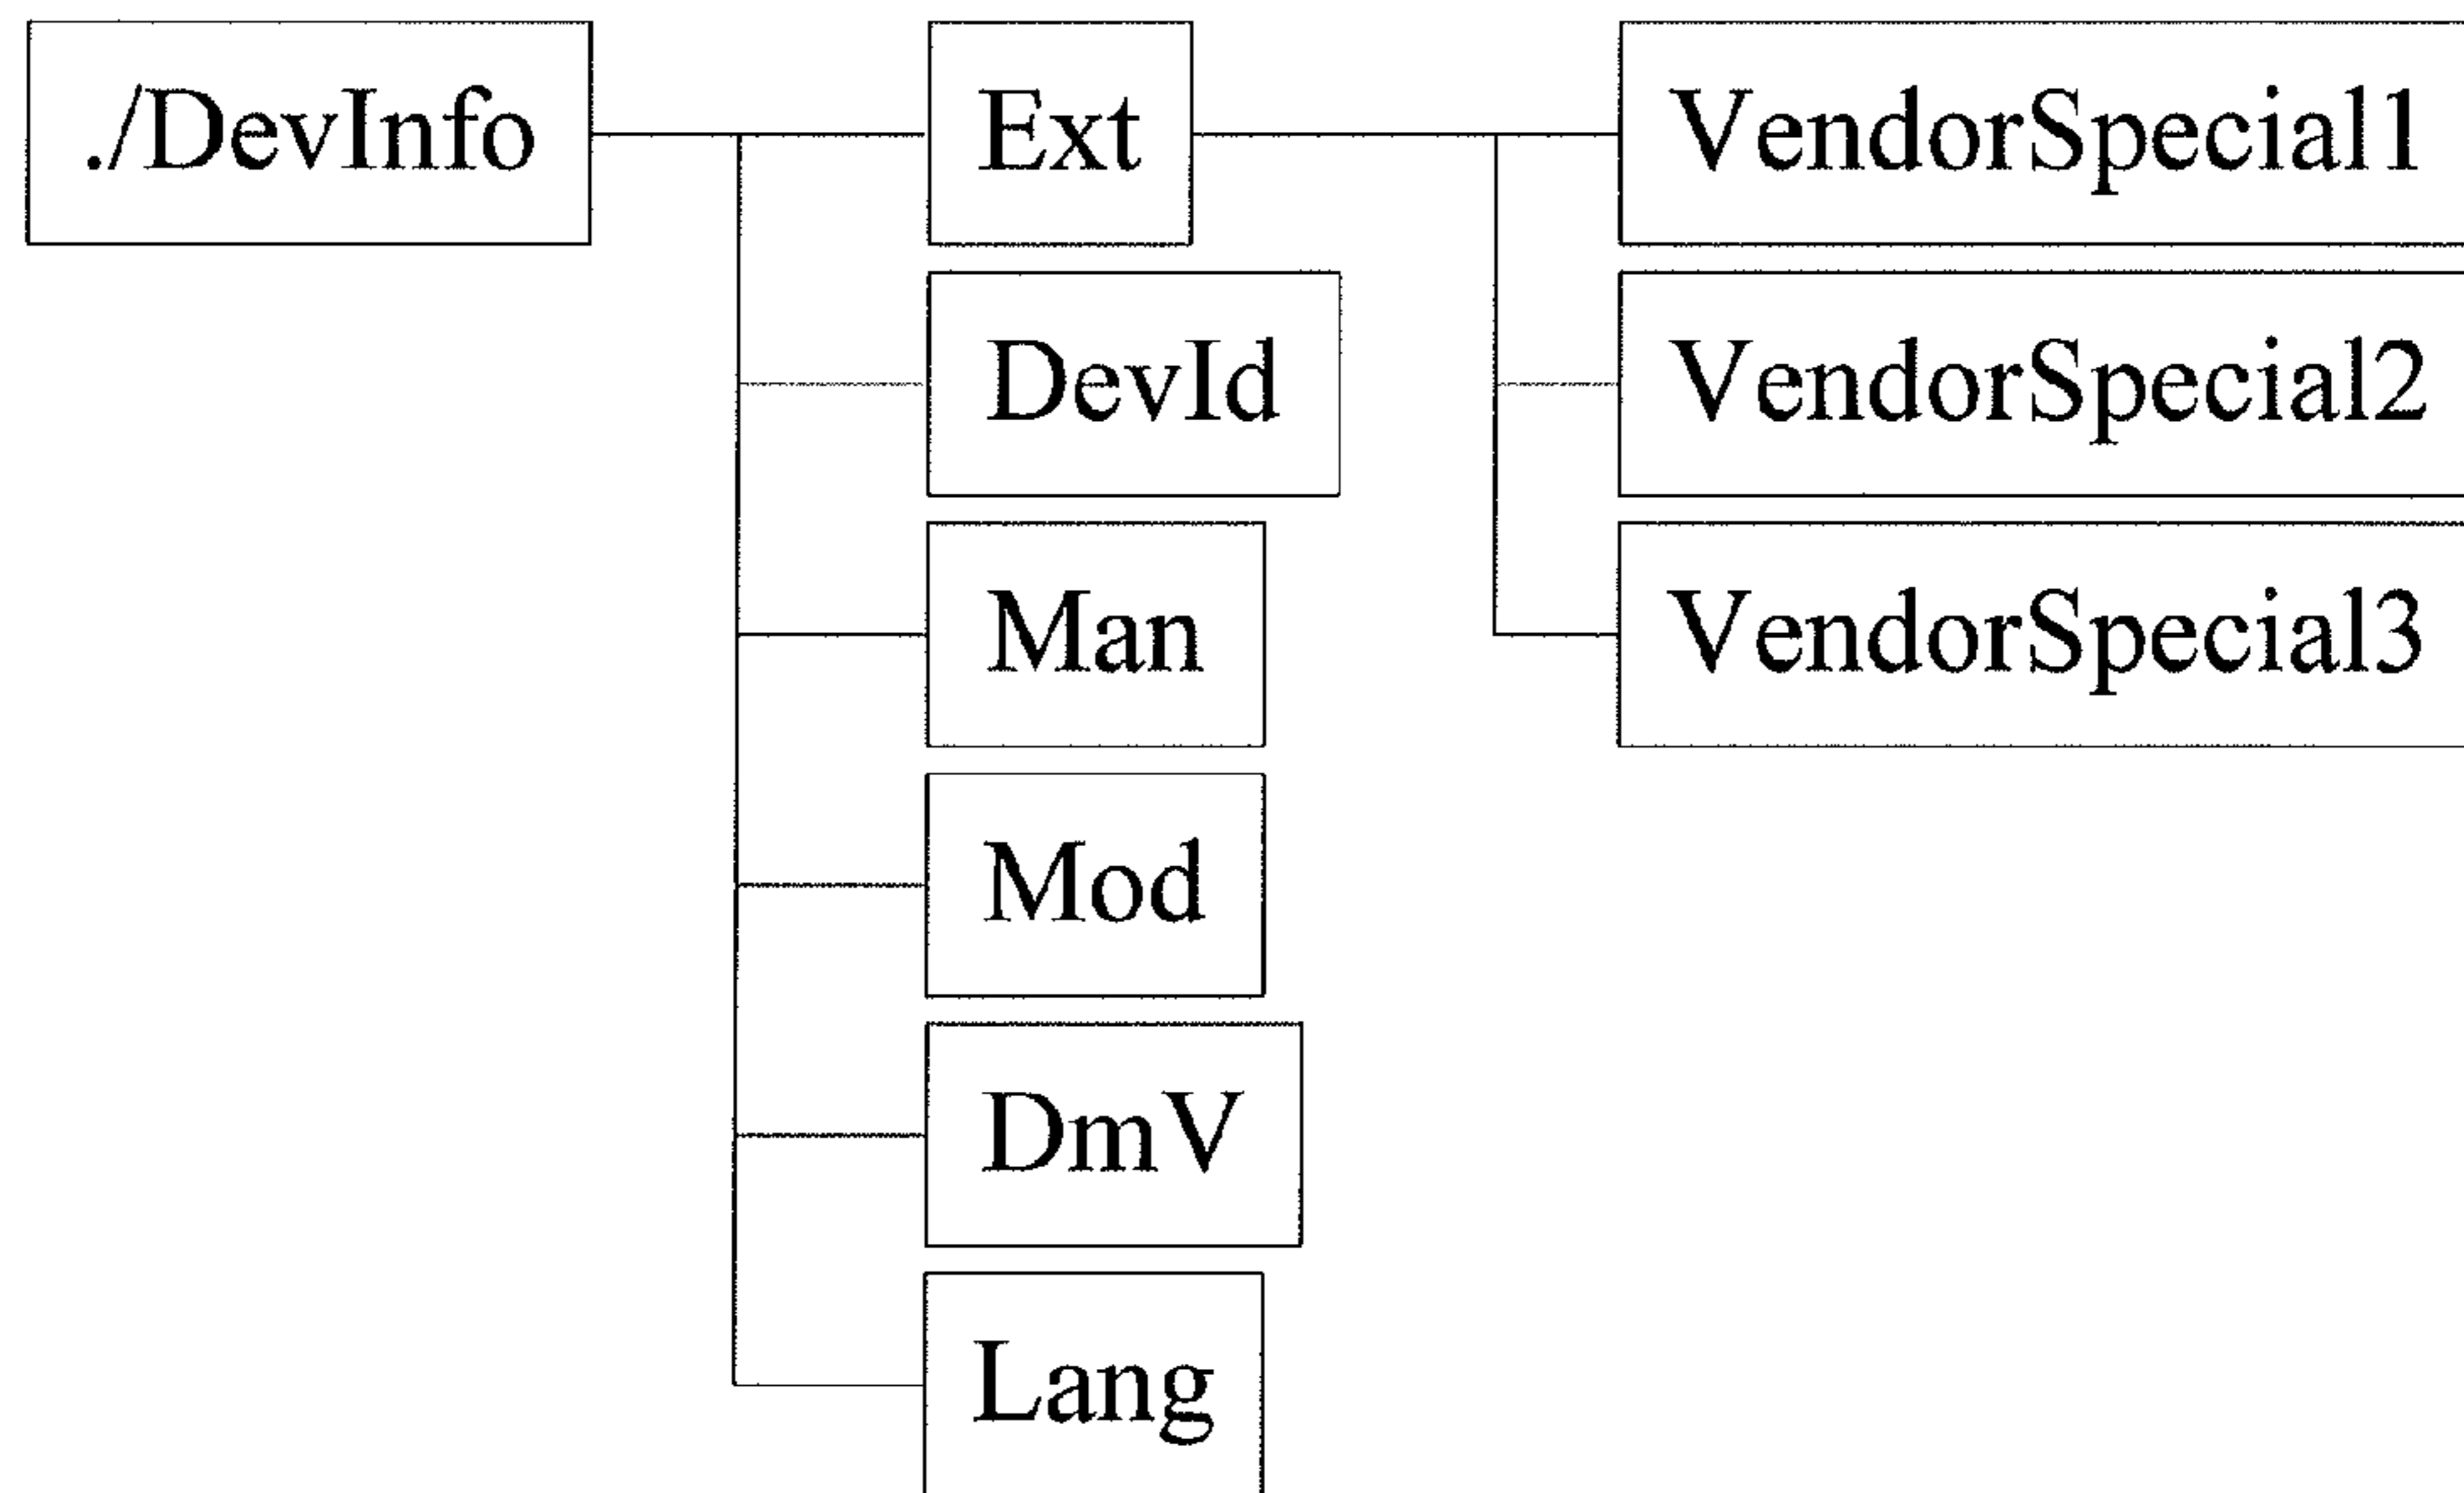 ./DevInfo
Ext
VendorSpecial1
DevId
VendorSpecial2
Man
VendorSpecial3
Mod
DmV
Lang